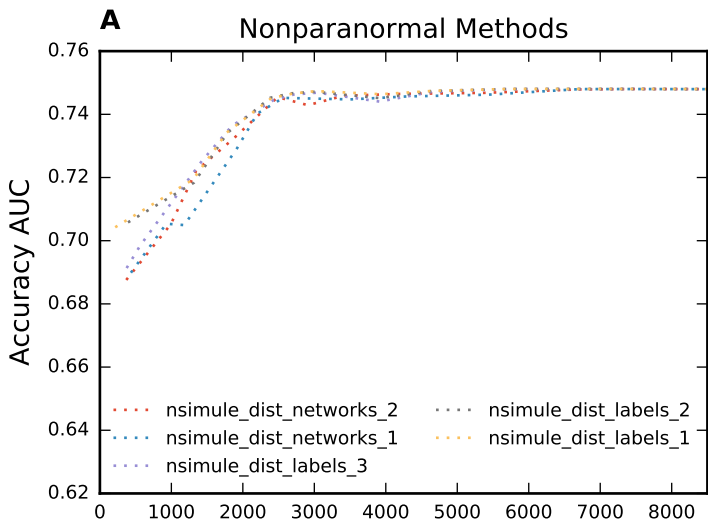 A
Nonparanormal Methods
Accuracy AUC
0.76
0.74
0.72
0.70
0.68
0.66
0.64
0.62
nsimule_dist_networks_2
nsimule_dist_networks_1
nsimule_dist_labels_3
nsimule_dist_labels_2
nsimule_dist_labels_1
0 1000 2000 3000 4000 5000 6000 7000 8000